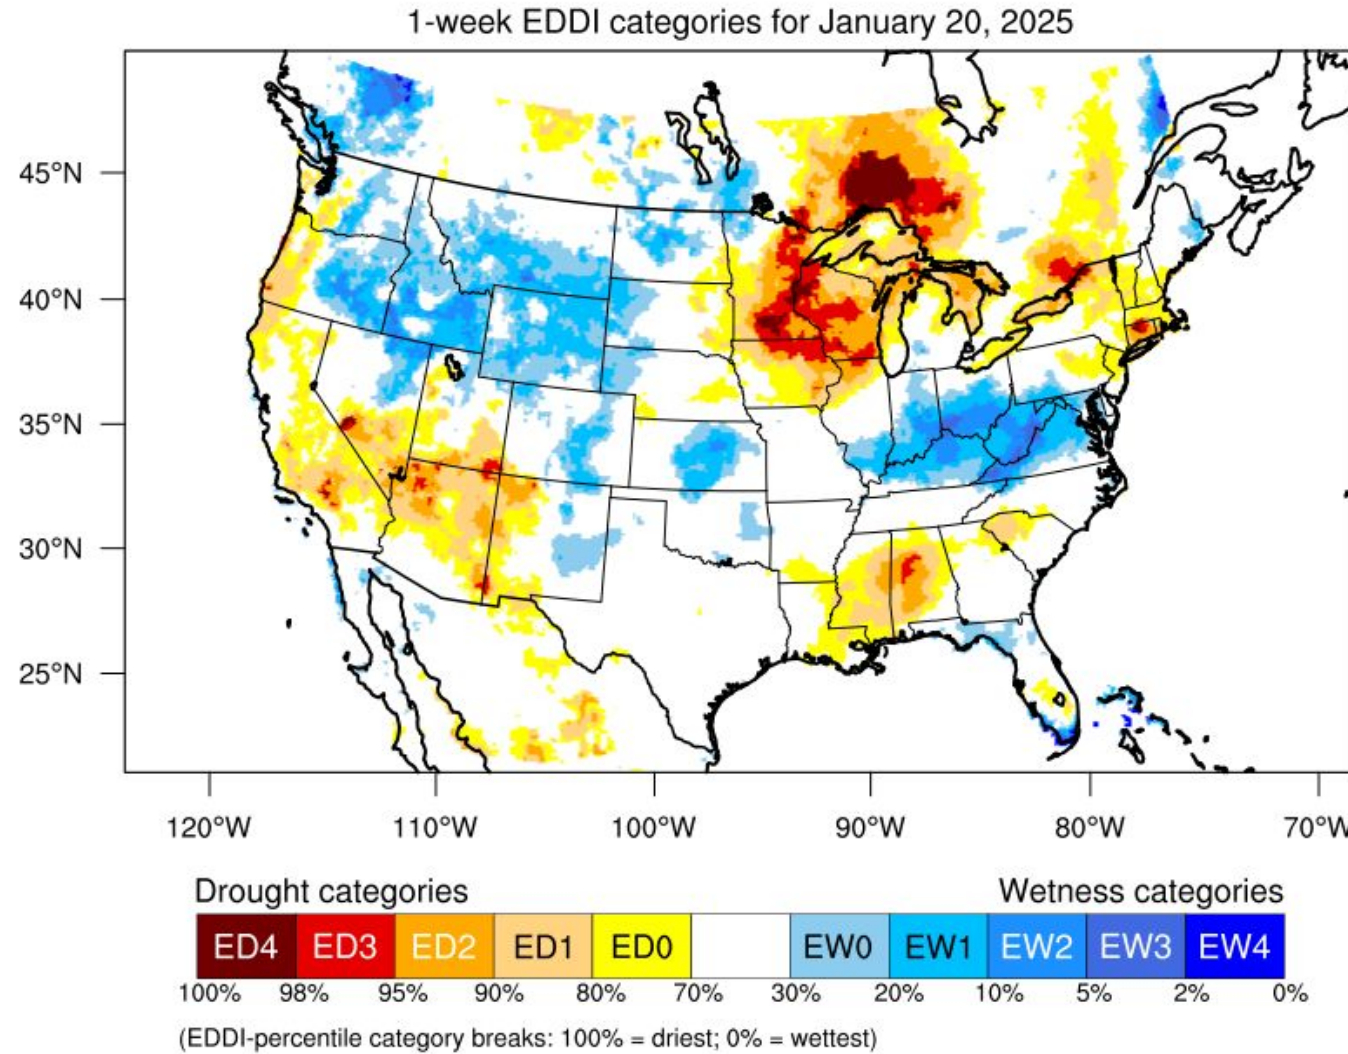 1-week EDDI categories for January 20, 2025
45°N
40°N
35°N
30°N
25°N
120°W 110°W 100°W 90°W 80°W 70°W
Drought categories Wetness categories
ED4 ED3 ED2 ED1 ED0 EW0 EW1 EW2 EW3 EW4
100% 98% 95% 90% 80% 70% 30% 20% 10% 5% 2% 0%
(EDDI-percentile category breaks: 100% = driest; 0% = wettest)